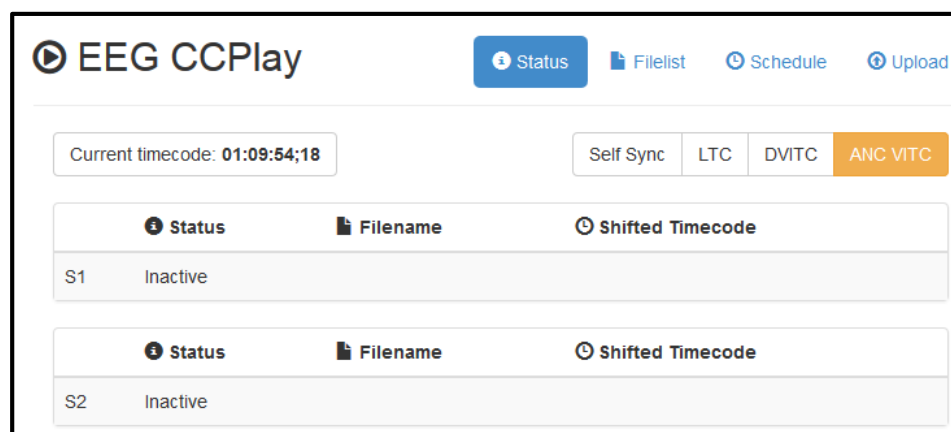 EEG CCPlay
Status Filelist Schedule Upload
Current timecode: 01:09:54;18
Self Sync LTC DVITC ANC VITC
Status Filename Shifted Timecode
S1 Inactive
Status Filename Shifted Timecode
S2 Inactive